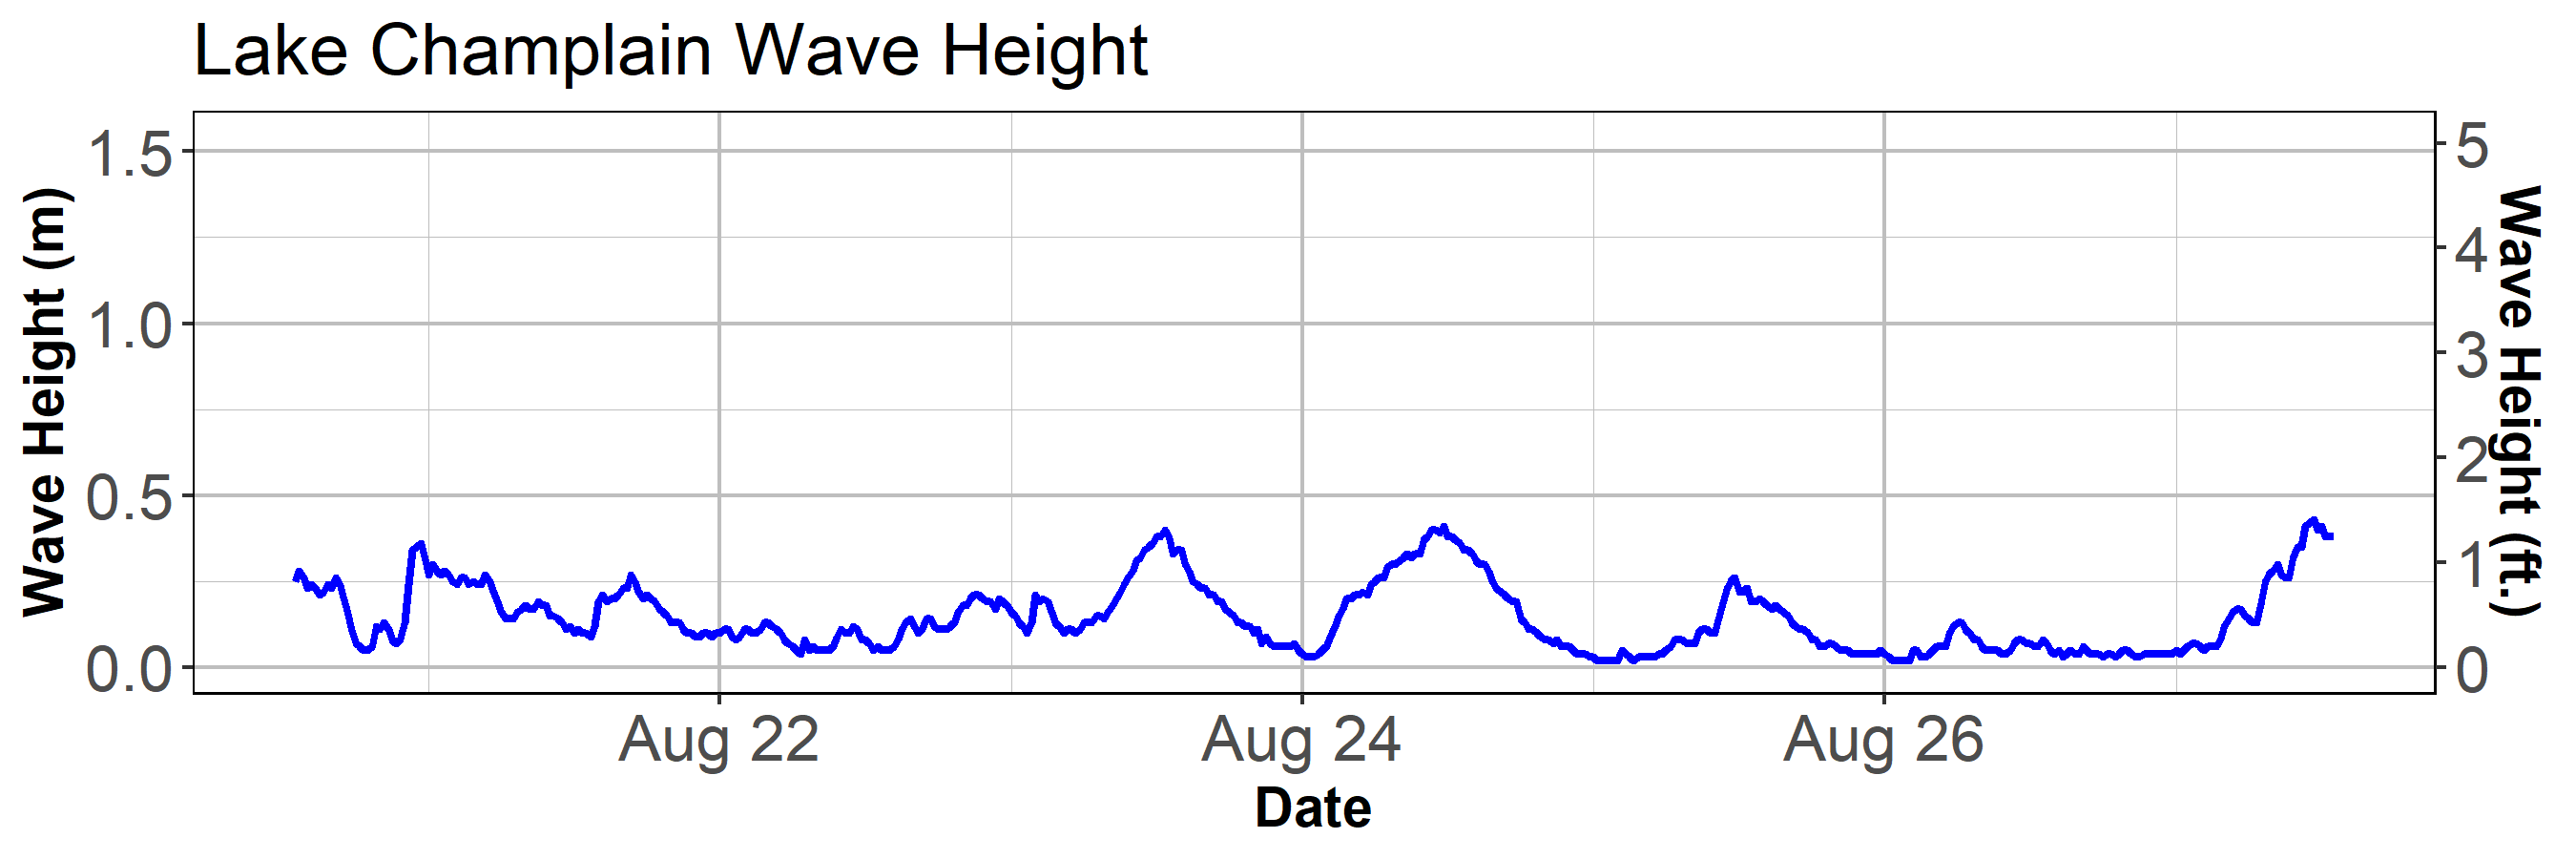 Lake Champlain Wave Height
Wave Height (m)
1.5
1.0
0.5
0.0
5
4
3
2
1
0
Wave Height (ft.)
Aug 22
Aug 24
Aug 26
Date